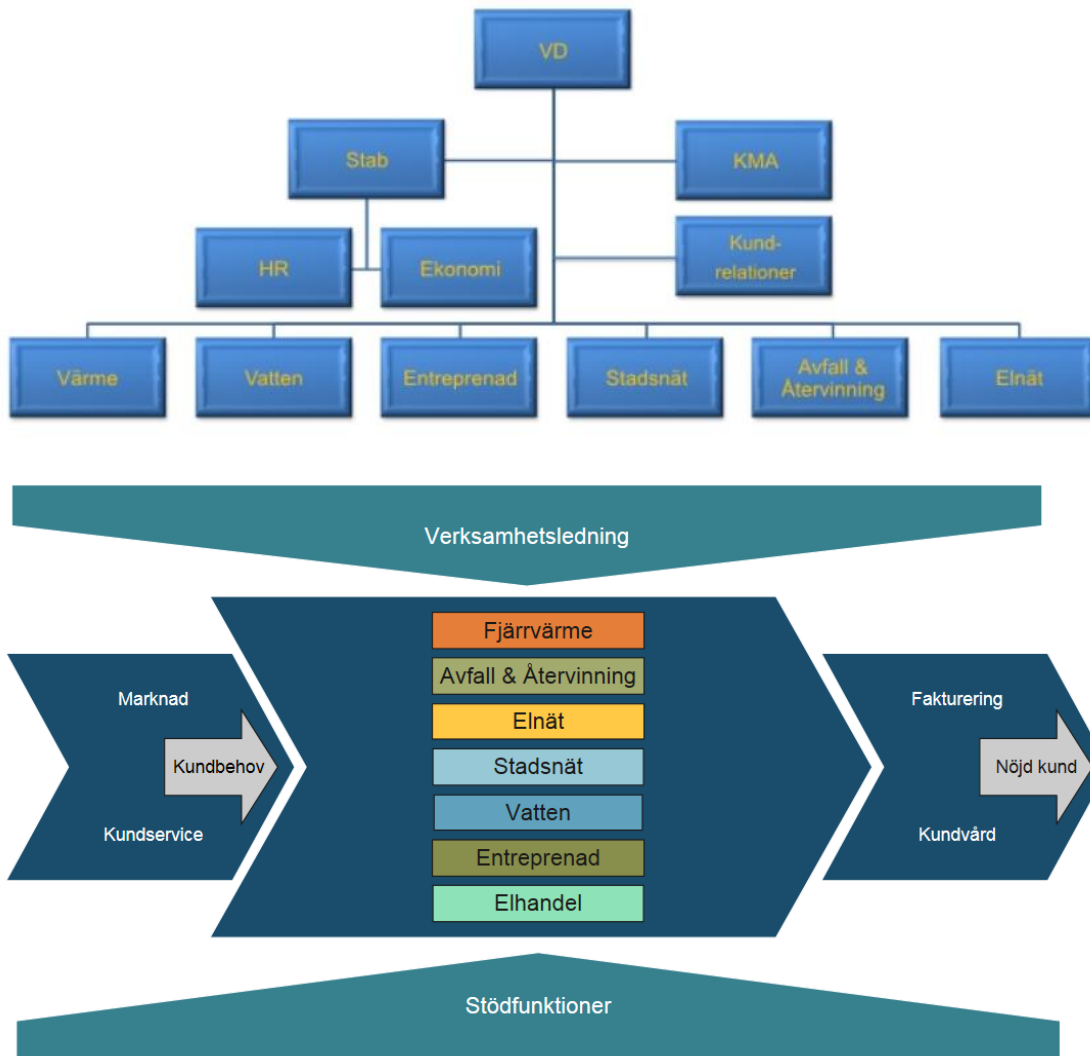 VD
Stab
KMA
HR
Ekonomi
Kund-
relationer
Värme
Vatten
Entreprenad
Stadsnät
Avfall &
Återvinning
Elnät
Verksamhetsledning
Marknad
Kundbehov
Kundservice
Fjärrvärme
Avfall & Återvinning
Elnät
Stadsnät
Vatten
Entreprenad
Elhandel
Fakturering
Nöjd kund
Kundvård
Stödfunktioner